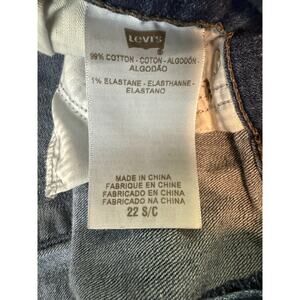 LEVI'S
99% COTTON - COTON - ALGODÓN -
ALGODÃO
1% ELASTANE - ELASTHANNE -
ELASTANO
MADE IN CHINA
FABRIQUE EN CHINE
FABRICADO EN CHINA
FABRICADO NA CHINA
22 S/C